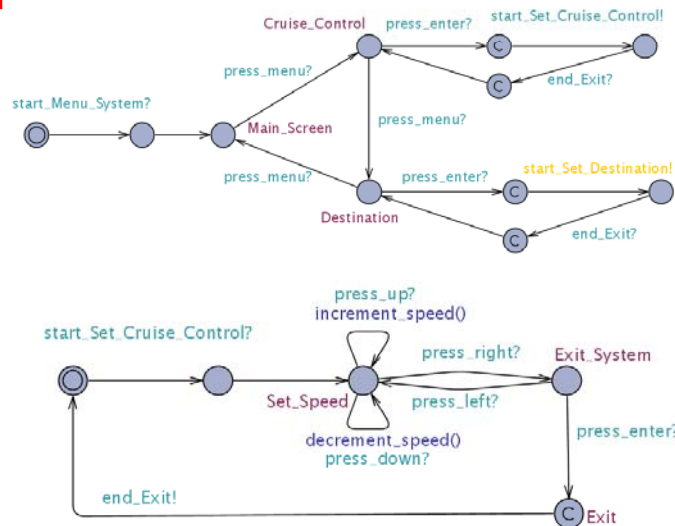 Cruise_Control
press_enter?
start_Set_Cruise_Control!
C
C
end_Exit?
press_menu?
start_Menu_System?
Main_Screen
press_menu?
press_menu?
press_enter?
start_Set_Destination!
C
Destination
C
end_Exit?
press_up?
increment_speed()
start_Set_Cruise_Control?
press_right?
Exit_System
Set_Speed
press_left?
decrement_speed()
press_down?
press_enter?
end_Exit!
C
Exit